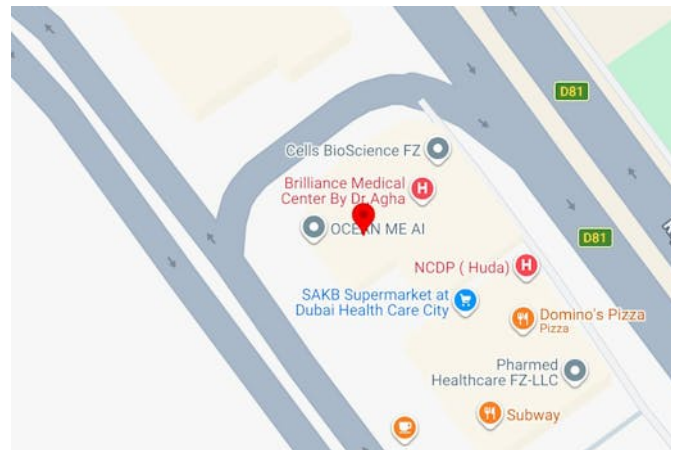 D81
Cells BioScience FZ
Brilliance Medical
Center By Dr Agha
OCEAN ME AI
D81
NCDP ( Huda)
SAKB Supermarket at
Dubai Health Care City
Domino's Pizza
Pizza
Pharmed
Healthcare FZ-LLC
Subway